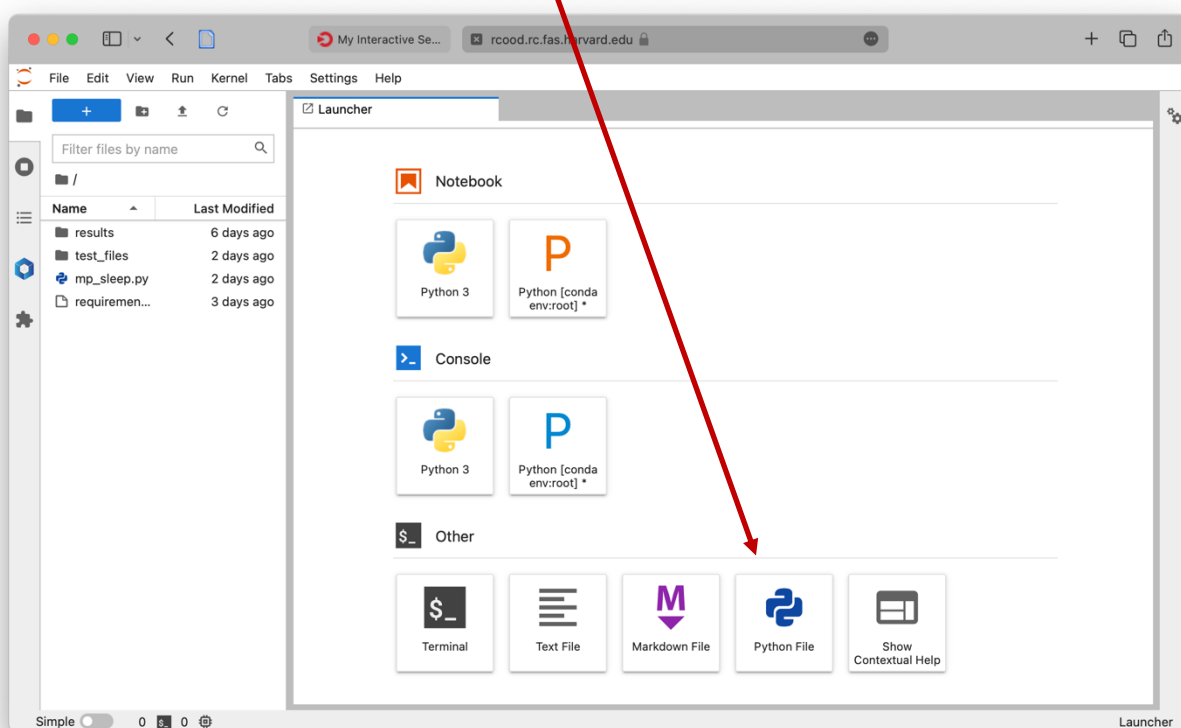 My Interactive Se...
rcood.rc.fas.harvard.edu
File Edit View Run Kernel Tabs Settings Help
+
Launcher
Filter files by name
/
Name Last Modified
results 6 days ago
test_files 2 days ago
mp_sleep.py 2 days ago
requiremen... 3 days ago
Notebook
P
Python 3
Python [conda
env:root] *
>_ Console
P
Python 3
Python [conda
env:root] *
$_ Other
$_
M
Terminal
Text File
Markdown File
Python File
Show
Contextual Help
Simple 0 $_ 0 Launcher